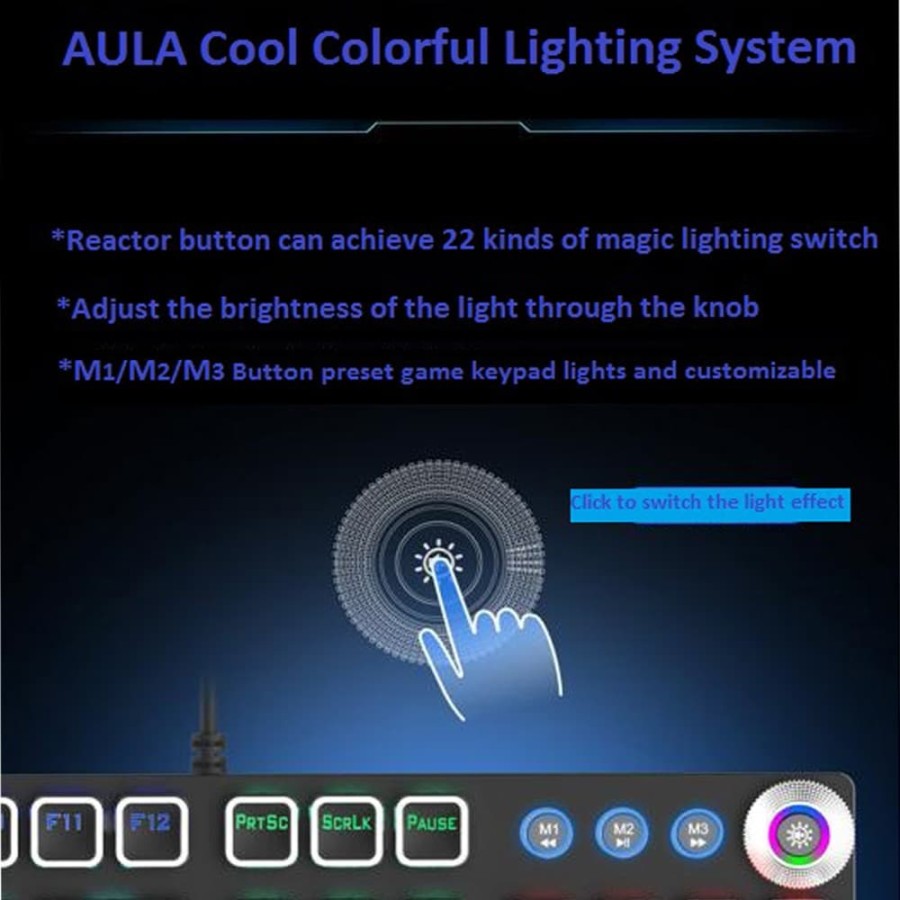 AULA Cool Colorful Lighting System
*Reactor button can achieve 22 kinds of magic lighting switch
*Adjust the brightness of the light through the knob
*M1/M2/M3 Button preset game keypad lights and customizable
Click to switch the light effect
F11 F12 PrtSc ScrLk Pause M1 M2 M3